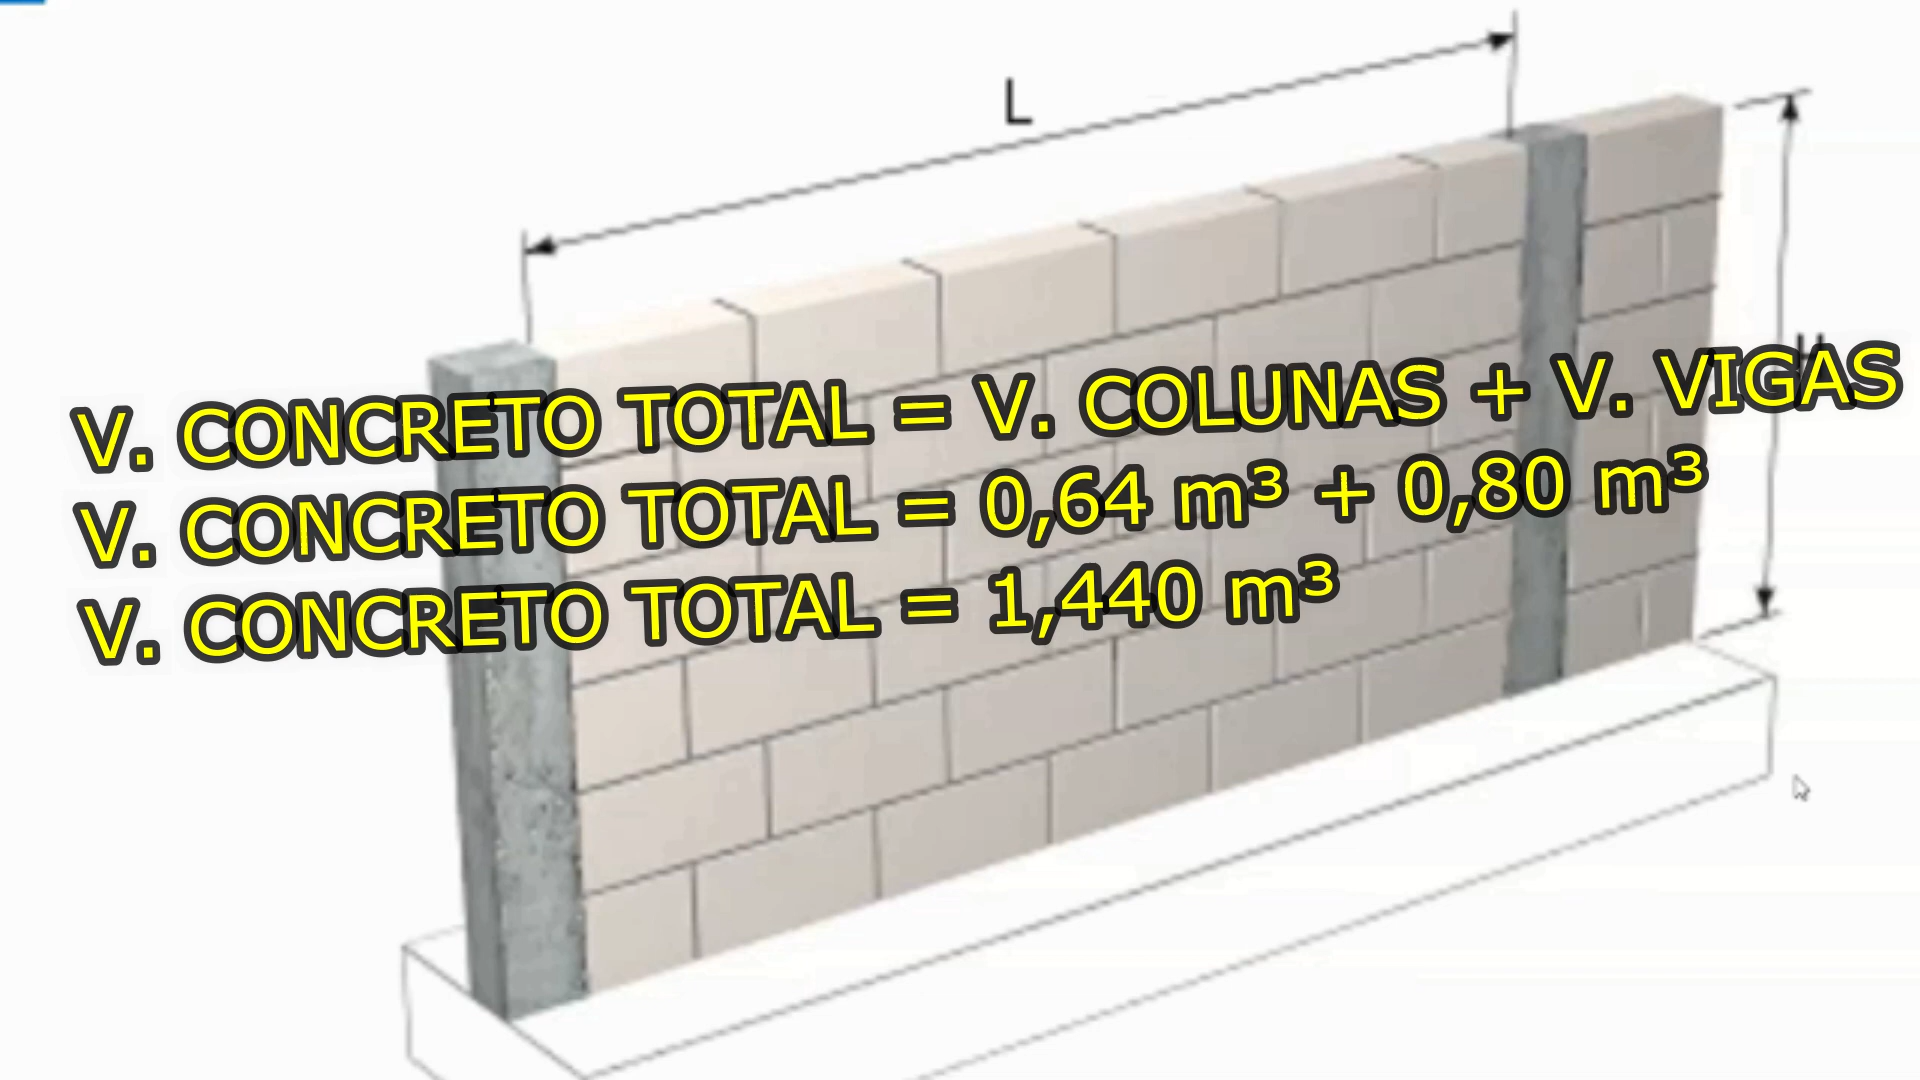 L
V. CONCRETO TOTAL = V. COLUNAS + V. VIGAS
V. CONCRETO TOTAL = 0,64 m³ + 0,80 m³
V. CONCRETO TOTAL = 1,440 m³